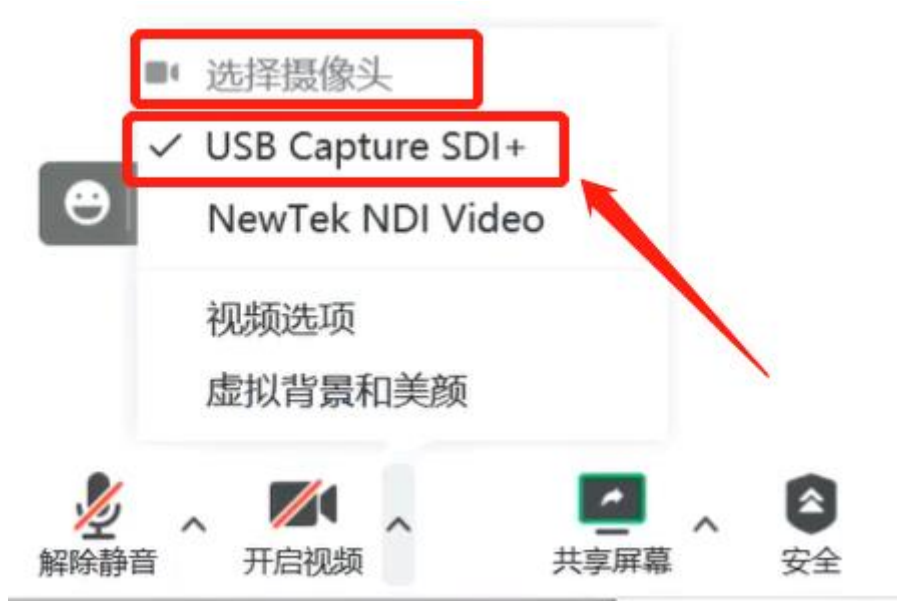 选择摄像头
USB Capture SDI+
NewTek NDI Video
视频选项
虚拟背景和美颜
解除静音
开启视频
共享屏幕
安全